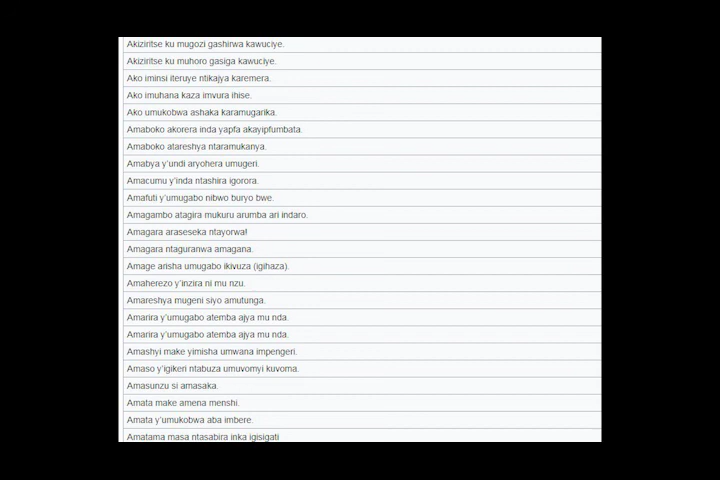 Akiziritse ku mugozi gashirwa kawuciye.
Akiziritse ku muhoro gasiga kawuciye.
Ako iminsi iteruye ntikajya karemera.
Ako imuhana kaza imvura ihise.
Ako umukobwa ashaka karamugarika.
Amaboko akorera inda yapfa akayipfumbata.
Amaboko atareshya ntaramukanya.
Amabya y'undi aryohera umugeri.
Amacumu y'inda ntashira igorora.
Amafuti y'umugabo nibwo buryo bwe.
Amagambo atagira mukuru arumba ari indaro.
Amagara araseseka ntayorwa!
Amagara ntaguranwa amagana.
Amage arisha umugabo ikivuza (igihaza).
Amaherezo y'inzira ni mu nzu.
Amareshya mugeni siyo amutunga.
Amarira y'umugabo atemba ajya mu nda.
Amarira y'umugabo atemba ajya mu nda.
Amashyi make yimisha umwana impengeri.
Amaso y'igikeri ntabuza umuvomyi kuvoma.
Amasunzu si amasaka.
Amata make amena menshi.
Amata y'umukobwa aba imbere.
Amatama masa ntasabira inka igisigati